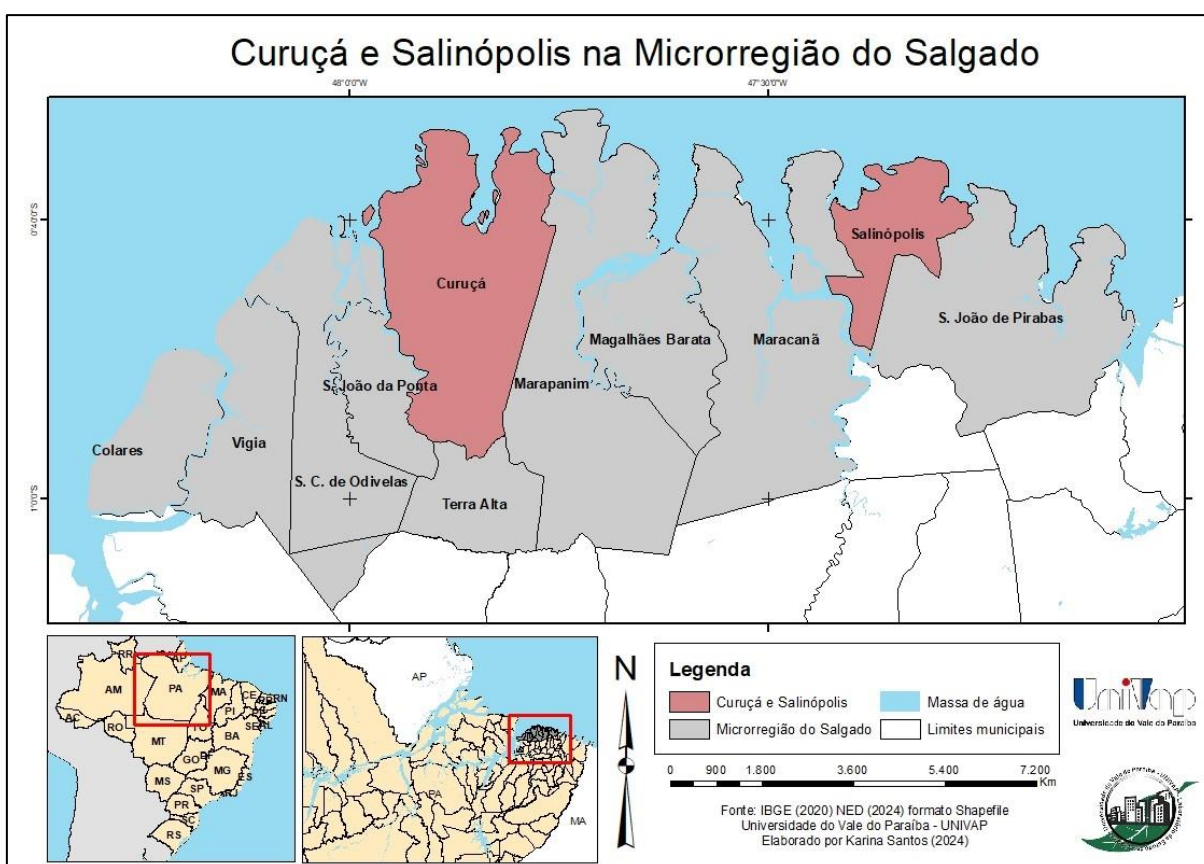 Curuçá e Salinópolis na Microrregião do Salgado
48°0'0"W
47°30'0"W
0°40'0"S
1°0'0"S
Salinópolis
Curuçá
S. João de Pirabas
Magalhães Barata
Maracanã
S. João da Ponta
Marapanim
Colares
Vigia
S. C. de Odivelas
Terra Alta
RR
AM
PA
MA
CE
RN
PI
AC
RO
TO
SE
AL
MT
BA
GO
DF
MG
ES
MS
SP
RJ
PR
SC
RS
AP
PA
MA
N
Legenda
Curuçá e Salinópolis
Massa de água
Microrregião do Salgado
Limites municipais
0 900 1.800 3.600 5.400 7.200
Km
Fonte: IBGE (2020) NED (2024) formato Shapefile
Universidade do Vale do Paraíba - UNIVAP
Elaborado por Karina Santos (2024)
UniVap
Universidade do Vale do Paraíba